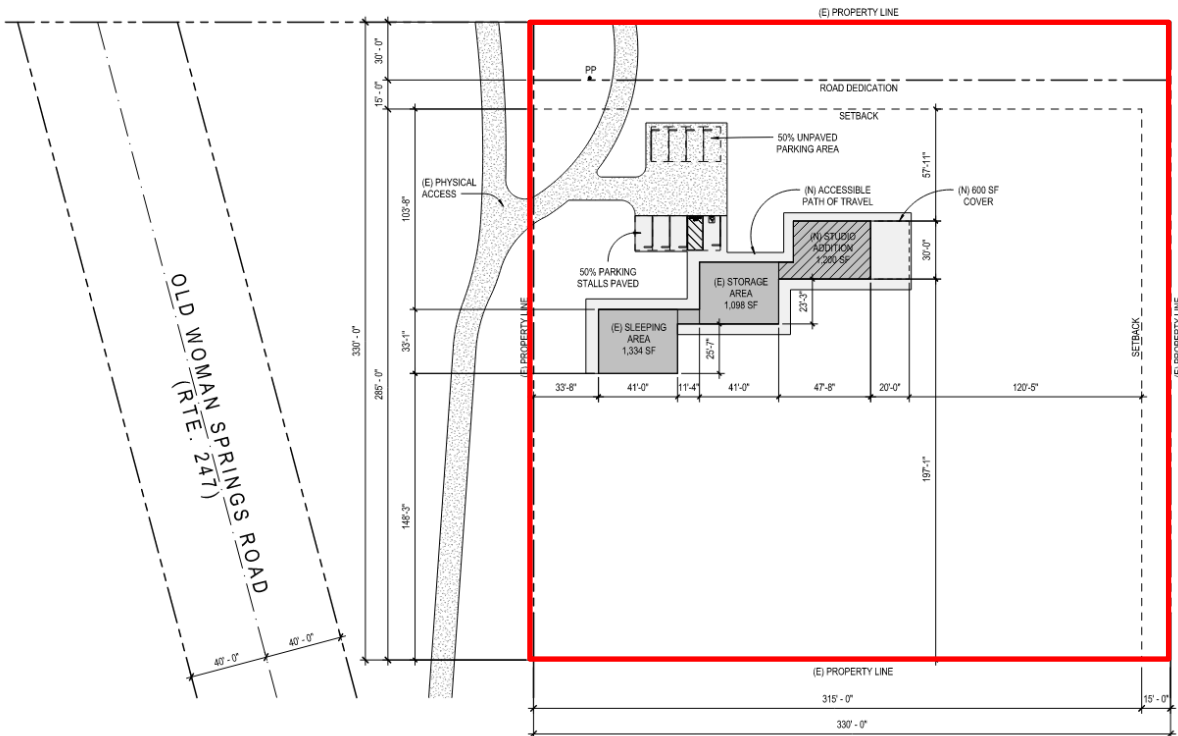 (E) PROPERTY LINE
30' - 0"
PP
ROAD DEDICATION
15' - 0"
SETBACK
50% UNPAVED
PARKING AREA
57'-11"
(E) PHYSICAL
ACCESS
(N) ACCESSIBLE
PATH OF TRAVEL
(N) 600 SF
COVER
103'-8"
(N) STUDIO
ADDITION
1,200 SF
30'-0"
50% PARKING
STALLS PAVED
(E) STORAGE
AREA
1,098 SF
23'-3"
OLD WOMAN SPRINGS ROAD
(RTE. 247)
330' - 0"
285' - 0"
33'-1"
(E) PROPERTY LINE
(E) SLEEPING
AREA
1,334 SF
25'-7"
SETBACK
(E) PROPERTY LINE
33'-8"
41'-0"
11'-4"
41'-0"
47'-8"
20'-0"
120'-5"
197'-1"
148'-3"
40' - 0"
40' - 0"
(E) PROPERTY LINE
315' - 0"
15' - 0"
330' - 0"